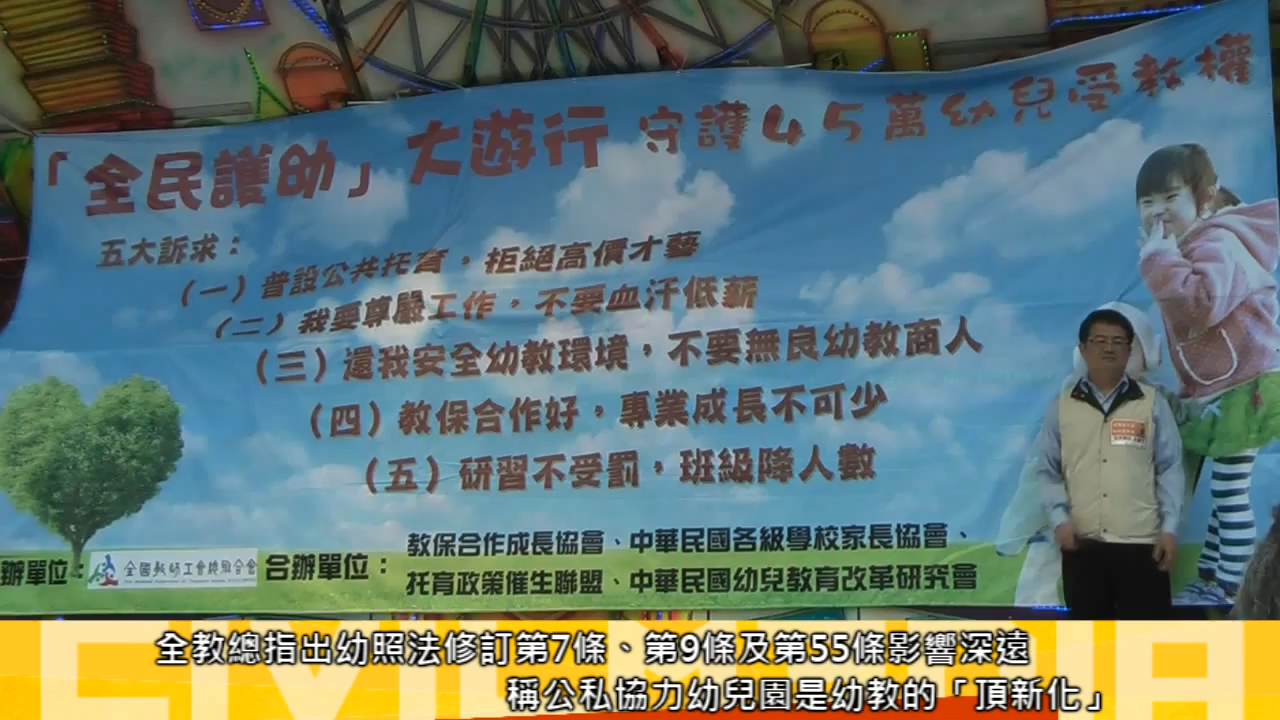 「全民護幼」大遊行 守護45萬幼兒受教權
五大訴求：
(一) 普設公共托育，拒絕高價才藝
(二) 我要尊嚴工作，不要血汗低薪
(三) 還我安全幼教環境，不要無良幼教商人
(四) 教保合作好，專業成長不可少
(五) 研習不受罰，班級降人數
辦單位：
全國教師工會總聯合會
合辦單位：
教保合作成長協會、中華民國各級學校家長協會、
托育政策催生聯盟、中華民國幼兒教育改革研究會
全教總指出幼照法修訂第7條、第9條及第55條影響深遠
稱公私協力幼兒園是幼教的「頂新化」